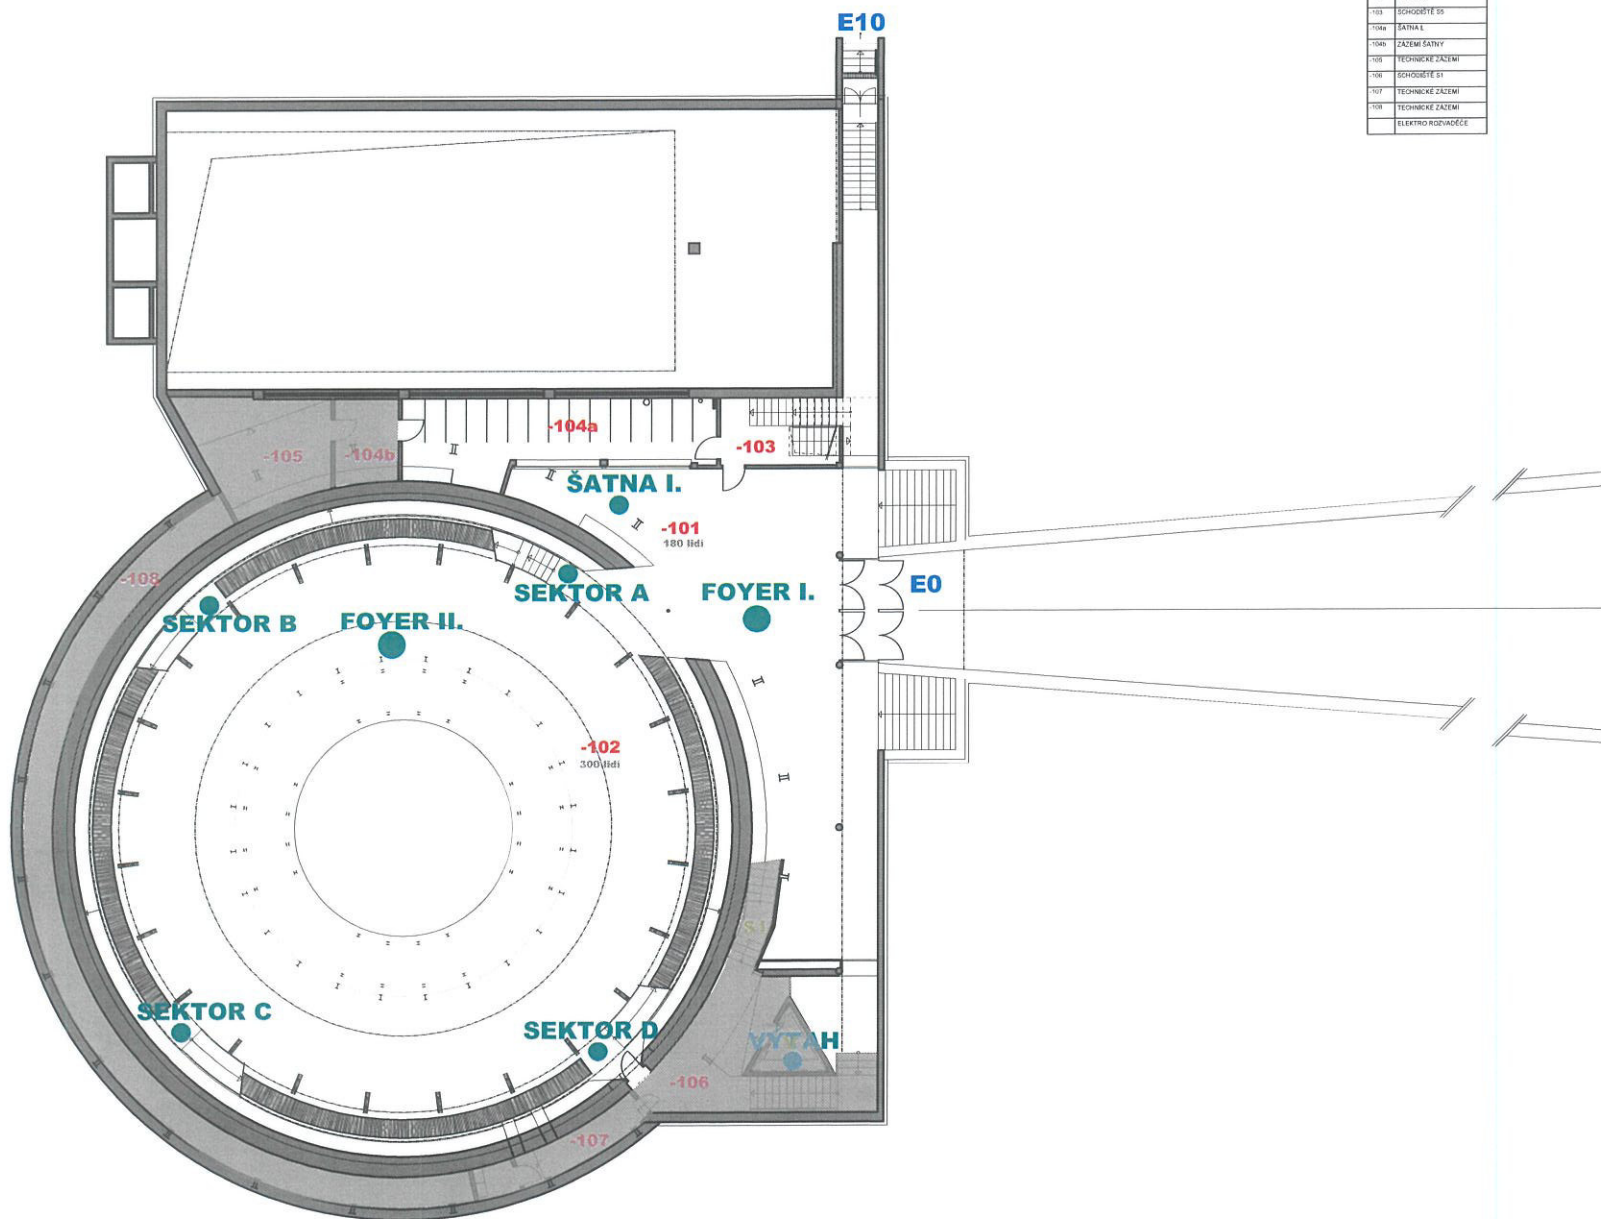 E10
-103 SCHODIŠTĚ S5
-104a ŠATNA I.
-104b ZÁZEMÍ ŠATNY
-105 TECHNICKÉ ZÁZEMÍ
-106 SCHODIŠTĚ S1
-107 TECHNICKÉ ZÁZEMÍ
-108 TECHNICKÉ ZÁZEMÍ
ELEKTRO ROZVADĚČE
-104a
-103
-105
-104b
ŠATNA I.
-101
180 lidí
-108
SEKTOR A
FOYER I.
E0
SEKTOR B
FOYER II.
-102
300 lidí
SEKTOR C
SEKTOR D
VÝTAH
-106
-107